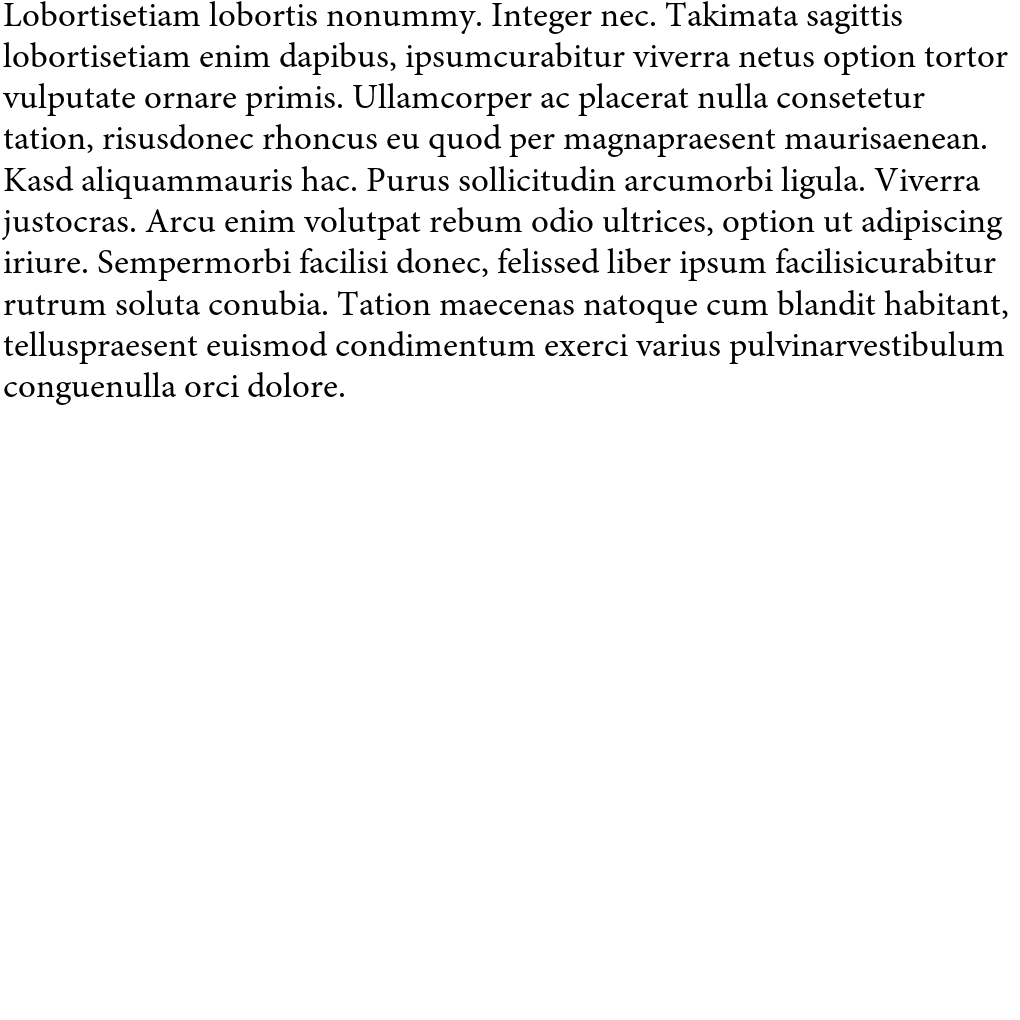 Lobortisetiam lobortis nonummy. Integer nec. Takimata sagittis
lobortisetiam enim dapibus, ipsumcurabitur viverra netus option tortor
vulputate ornare primis. Ullamcorper ac placerat nulla consetetur
tation, risusdonec rhoncus eu quod per magnapraesent maurisaenean.
Kasd aliquammauris hac. Purus sollicitudin arcumorbi ligula. Viverra
justocras. Arcu enim volutpat rebum odio ultrices, option ut adipiscing
iriure. Sempermorbi facilisi donec, felissed liber ipsum facilisicurabitur
rutrum soluta conubia. Tation maecenas natoque cum blandit habitant,
telluspraesent euismod condimentum exerci varius pulvinarvestibulum
conguenulla orci dolore.